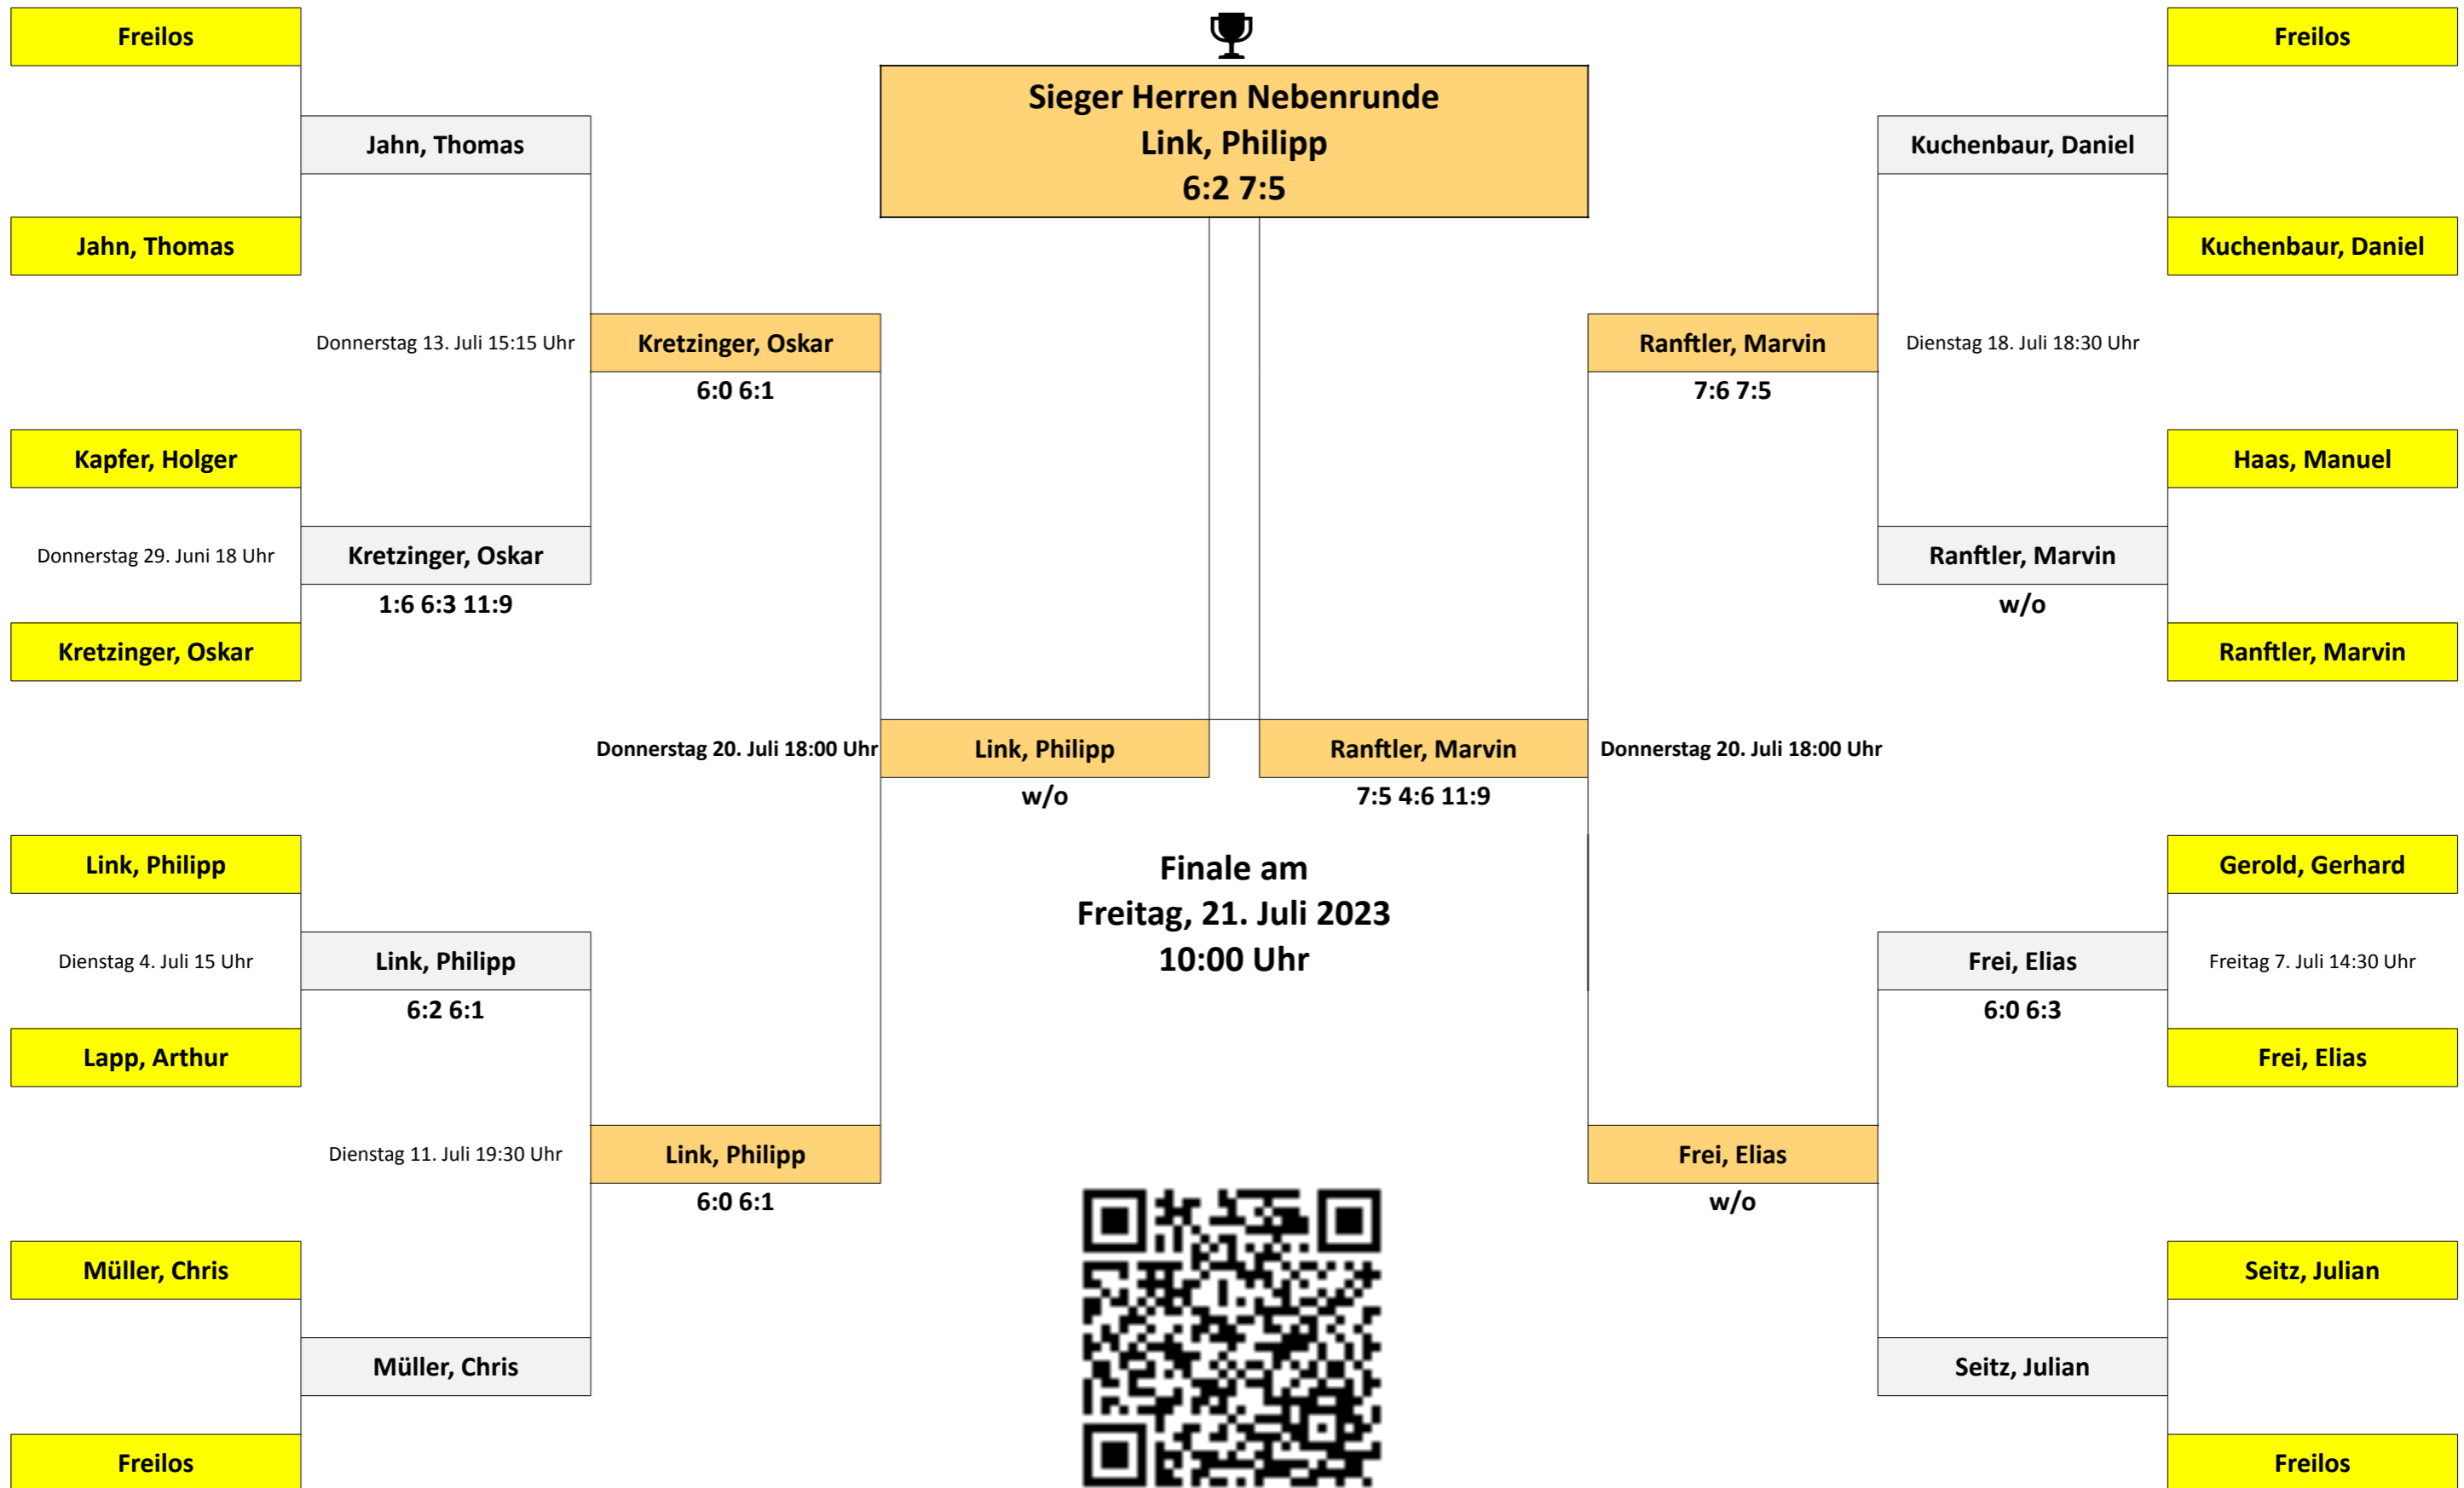 Freilos
Freilos
Sieger Herren Nebenrunde
Link, Philipp
6:2 7:5
Jahn, Thomas
Kuchenbaur, Daniel
Jahn, Thomas
Kuchenbaur, Daniel
Donnerstag 13. Juli 15:15 Uhr
Kretzinger, Oskar
Ranftler, Marvin
Dienstag 18. Juli 18:30 Uhr
6:0 6:1
7:6 7:5
Kapfer, Holger
Haas, Manuel
Donnerstag 29. Juni 18 Uhr
Kretzinger, Oskar
Ranftler, Marvin
1:6 6:3 11:9
w/o
Kretzinger, Oskar
Ranftler, Marvin
Donnerstag 20. Juli 18:00 Uhr
Link, Philipp
Ranftler, Marvin
Donnerstag 20. Juli 18:00 Uhr
w/o
7:5 4:6 11:9
Link, Philipp
Gerold, Gerhard
Finale am
Freitag, 21. Juli 2023
10:00 Uhr
Dienstag 4. Juli 15 Uhr
Link, Philipp
Frei, Elias
Freitag 7. Juli 14:30 Uhr
6:2 6:1
6:0 6:3
Lapp, Arthur
Frei, Elias
Dienstag 11. Juli 19:30 Uhr
Link, Philipp
Frei, Elias
6:0 6:1
w/o
Müller, Chris
Seitz, Julian
Müller, Chris
Seitz, Julian
Freilos
Freilos